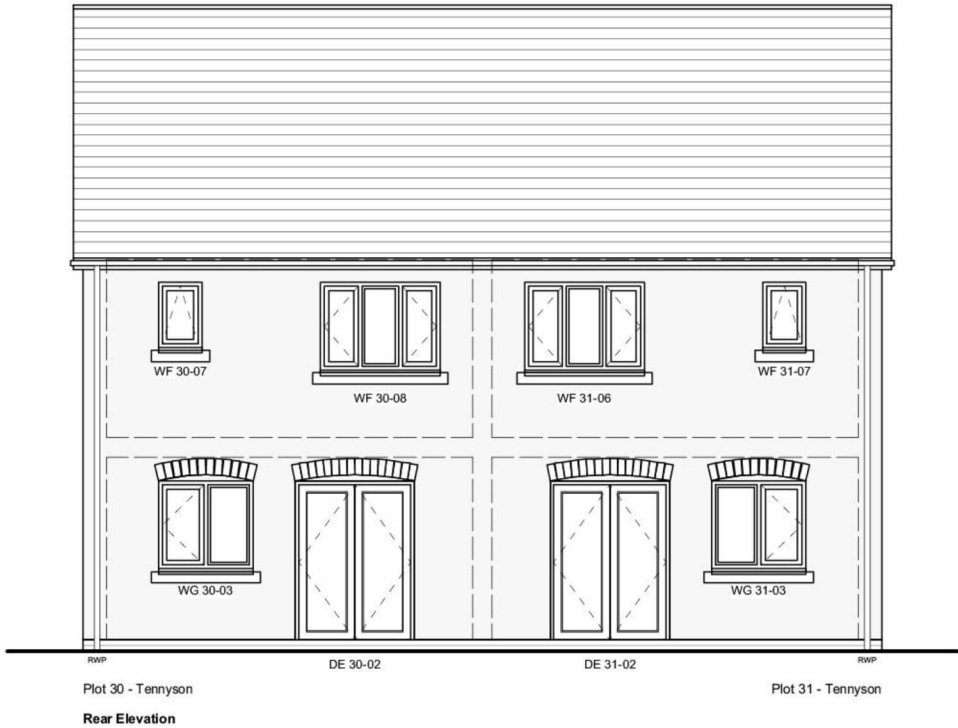 WF 30-07
WF 31-07
WF 30-08
WF 31-06
WG 30-03
WG 31-03
RWP
DE 30-02
DE 31-02
RWP
Plot 30 - Tennyson
Plot 31 - Tennyson
Rear Elevation